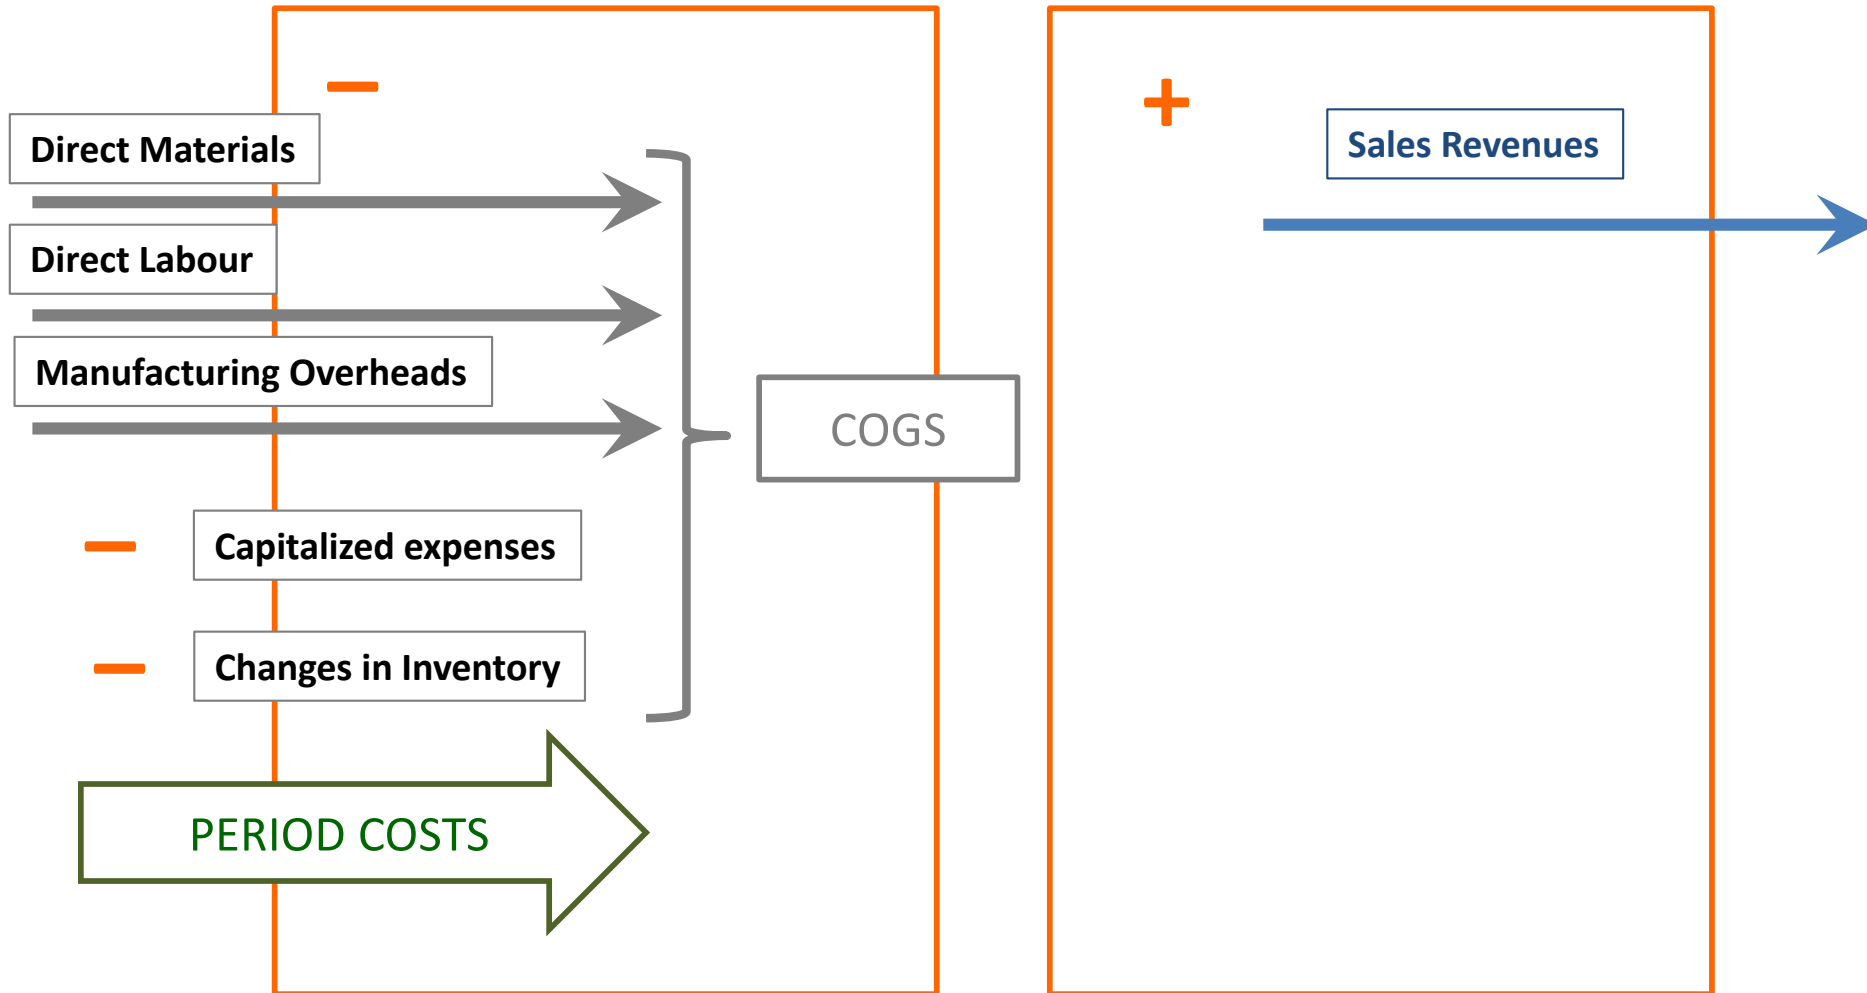 −
+
Direct Materials
Sales Revenues
Direct Labour
Manufacturing Overheads
COGS
− Capitalized expenses
− Changes in Inventory
PERIOD COSTS